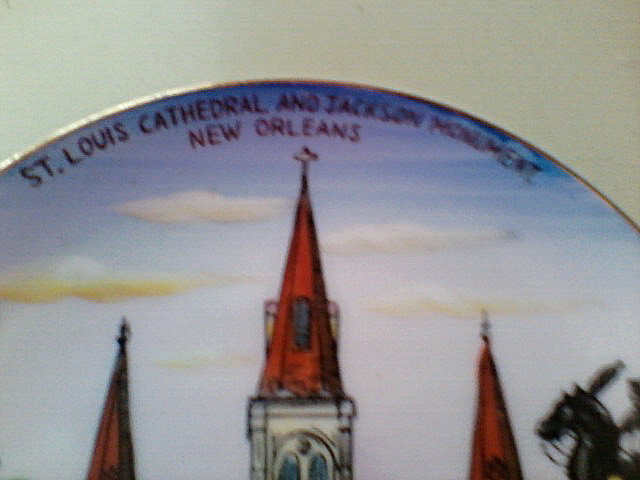 ST. LOUIS CATHEDRAL AND JACKSON MONUMENT
NEW ORLEANS